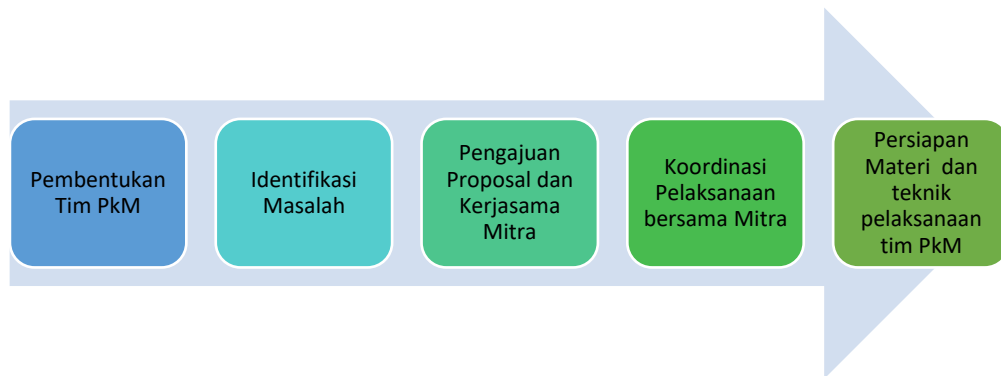 Pembentukan
Tim PkM
Identifikasi
Masalah
Pengajuan
Proposal dan
Kerjasama
Mitra
Koordinasi
Pelaksanaan
bersama Mitra
Persiapan
Materi  dan
teknik
pelaksanaan
tim PkM